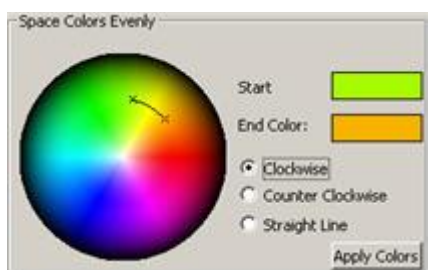 Space Colors Evenly
Start
End Color:
Clockwise
Counter Clockwise
Straight Line
Apply Colors